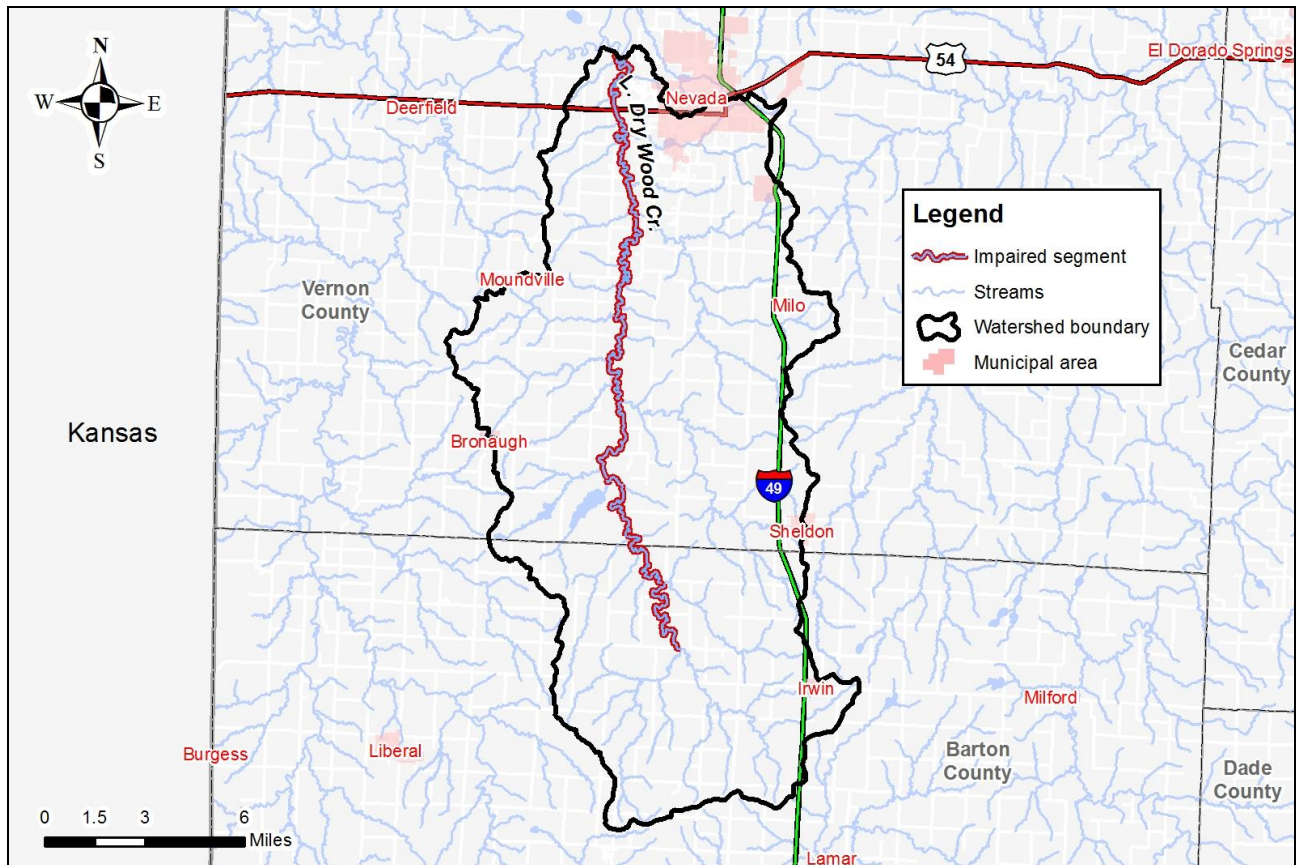 N
W
E
S
54
El Dorado Springs
Deerfield
Nevada
L. Dry Wood Cr.
Legend
Impaired segment
Streams
Watershed boundary
Municipal area
Vernon
County
Moundville
Milo
Cedar
County
Kansas
Bronaugh
49
Sheldon
Irwin
Milford
Burgess
Liberal
Barton
County
Dade
County
0 1.5 3 6
Miles
Lamar